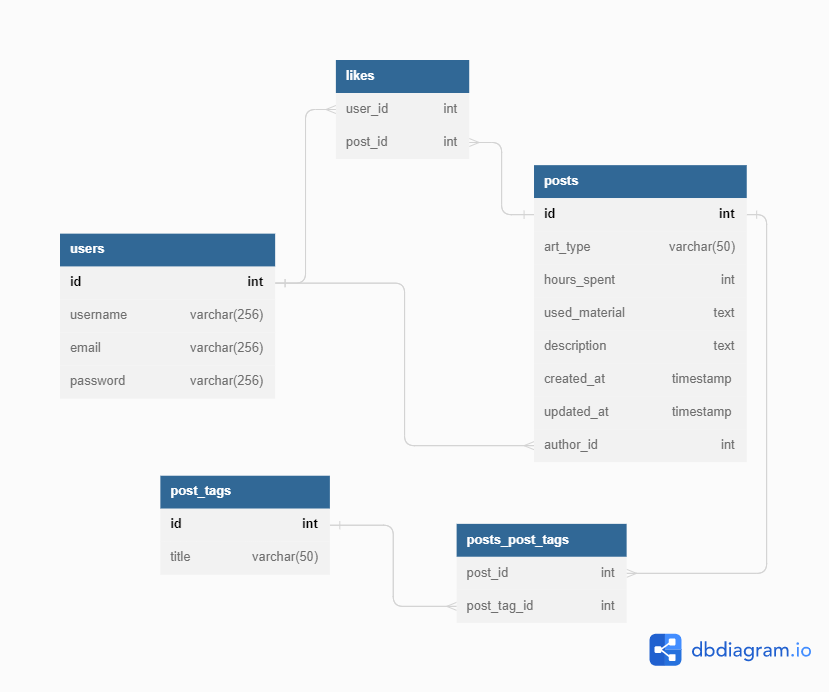 likes
user_id int
post_id int
posts
id int
art_type varchar(50)
hours_spent int
used_material text
description text
created_at timestamp
updated_at timestamp
author_id int
users
id int
username varchar(256)
email varchar(256)
password varchar(256)
post_tags
id int
title varchar(50)
posts_post_tags
post_id int
post_tag_id int
dbdiagram.io